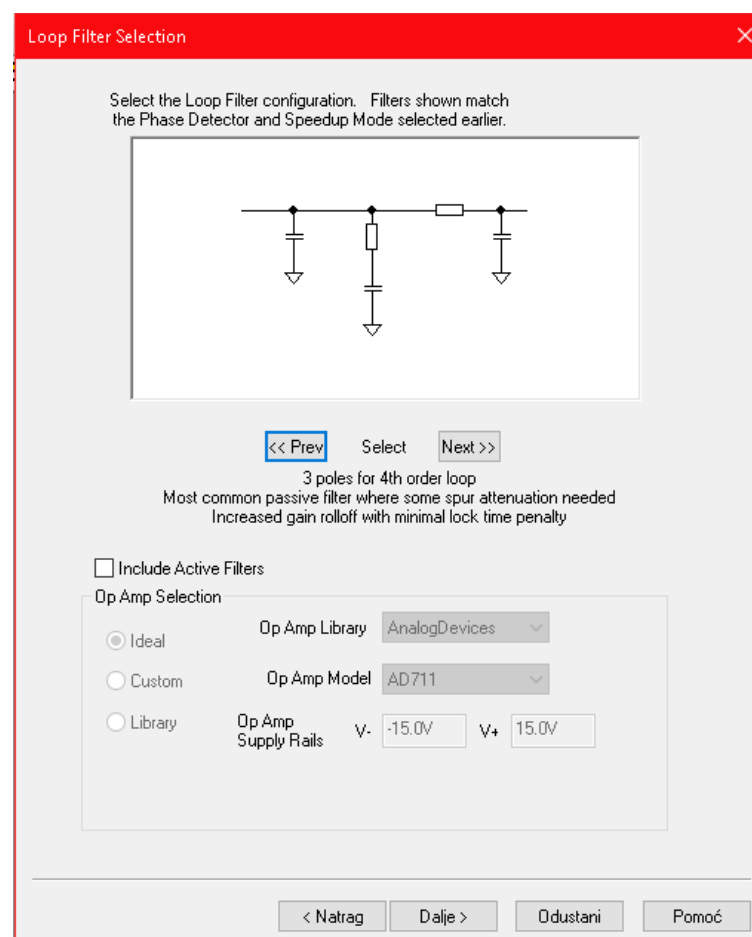 Loop Filter Selection
Select the Loop Filter configuration. Filters shown match
the Phase Detector and Speedup Mode selected earlier.
<< Prev Select Next >>
3 poles for 4th order loop
Most common passive filter where some spur attenuation needed
Increased gain rolloff with minimal lock time penalty
Include Active Filters
Op Amp Selection
Ideal
Op Amp Library AnalogDevices
Custom
Op Amp Model AD711
Library
Op Amp
Supply Rails V- -15.0V V+ 15.0V
< Natrag Dalje > Odustani Pomoć